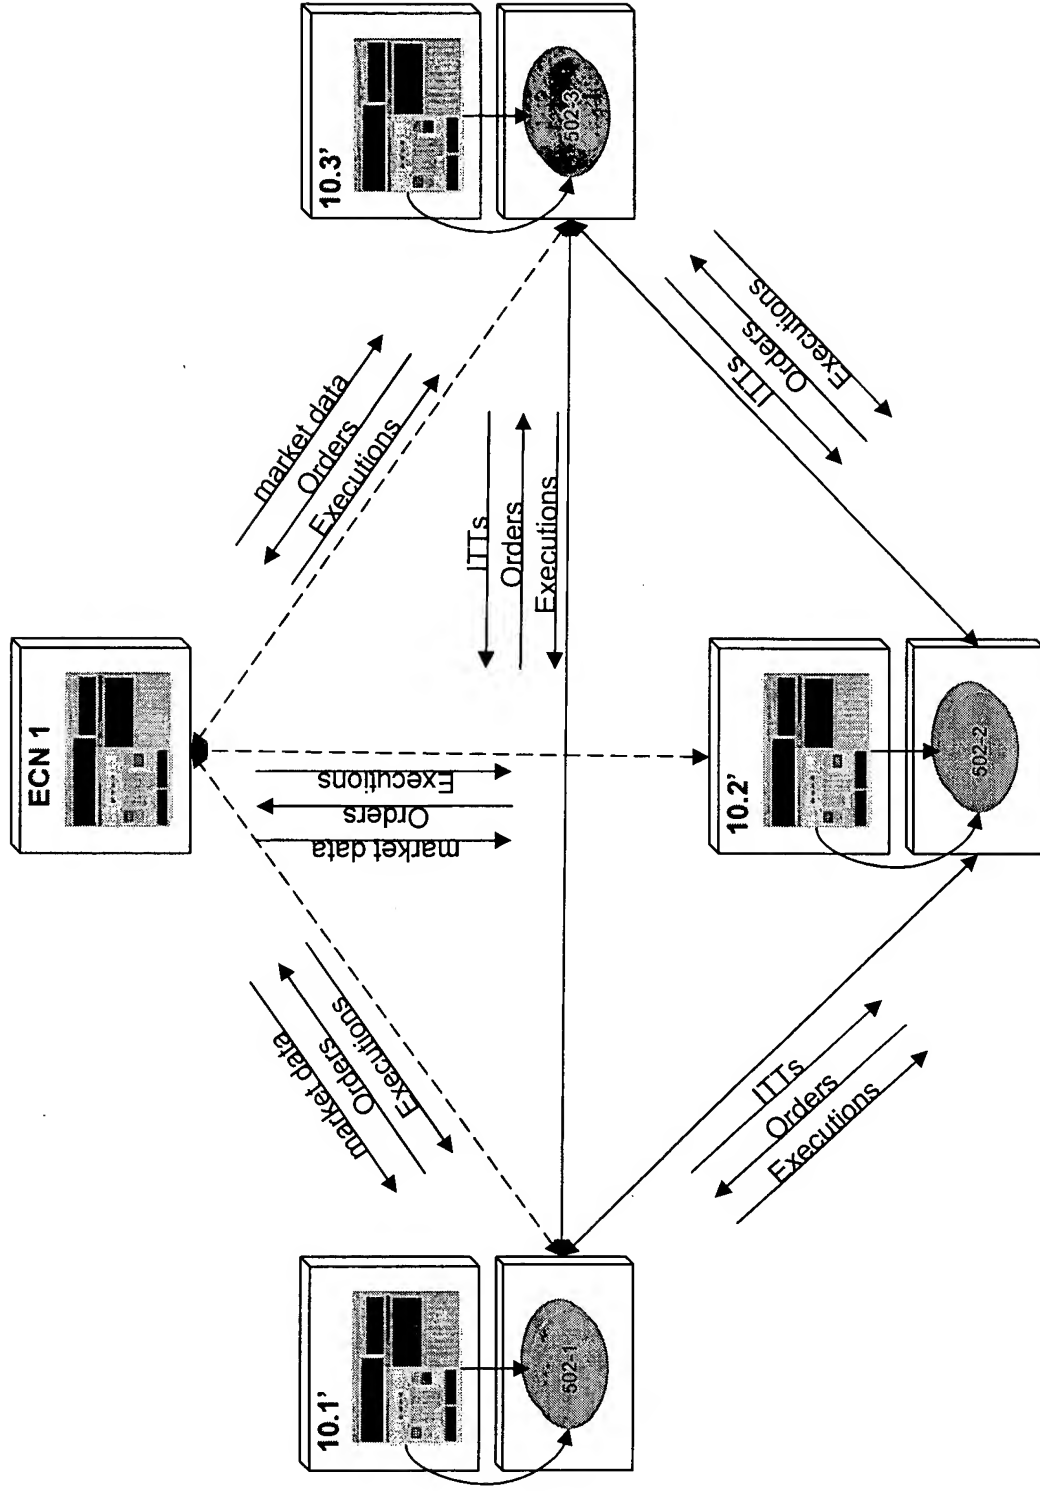 ECN 1
market data
Orders
Executions
market data
Orders
Executions
market data
Orders
Executions
ITTs
Orders
Executions
10.1’
502-1
10.2’
502-2
10.3’
502-3
ITTs
Orders
Executions
ITTs
Orders
Executions